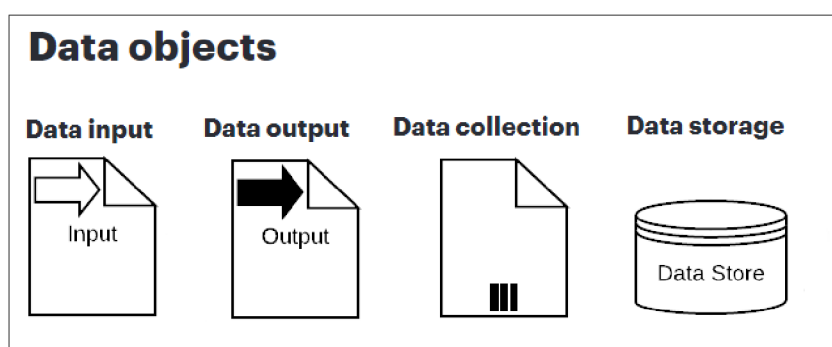 Data objects
Data input
Data output
Data collection
Data storage
Input
Output
Data Store